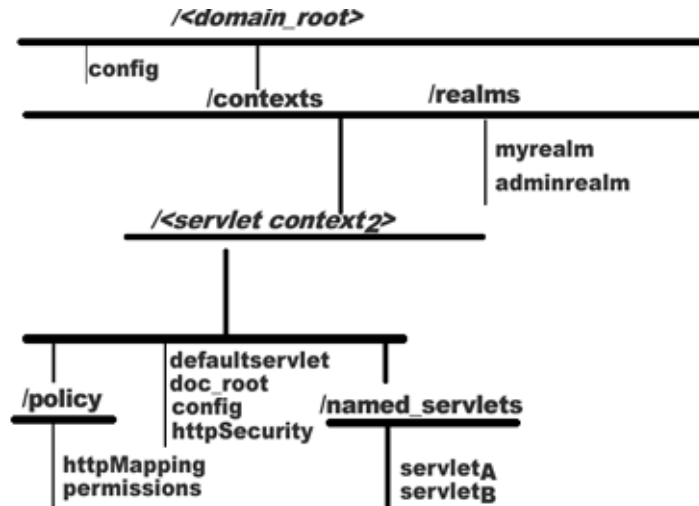 /<domain_root>
config
/contexts
/realms
myrealm
adminrealm
/<servlet context2>
defaultservlet
doc_root
config
httpSecurity
/policy
/named_servlets
httpMapping
permissions
servletA
servletB